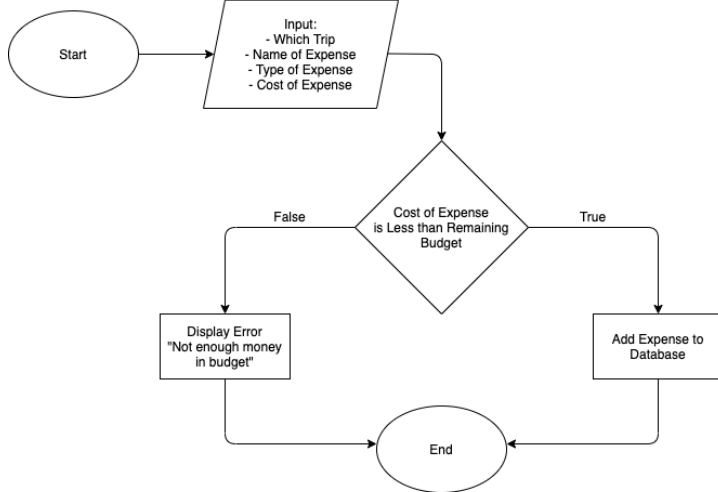 Start
Input:
- Which Trip
- Name of Expense
- Type of Expense
- Cost of Expense
Cost of Expense
is Less than Remaining
Budget
False
True
Display Error
"Not enough money
in budget"
Add Expense to
Database
End